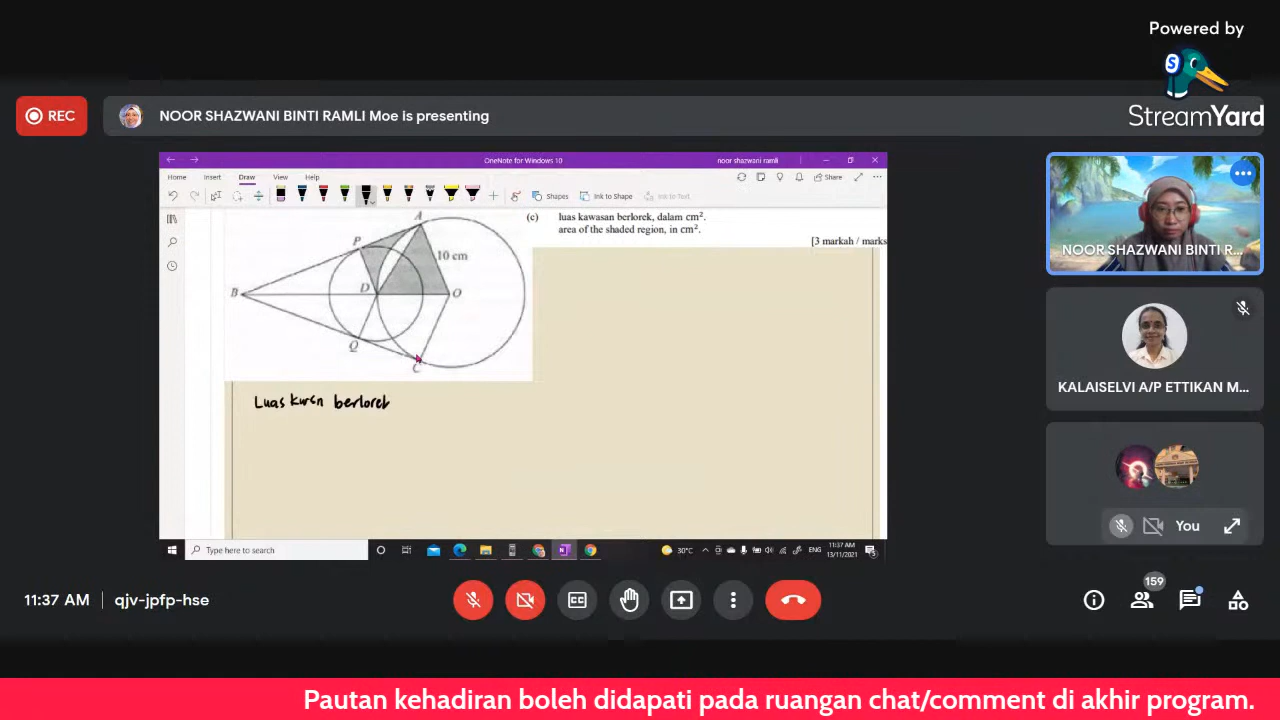 Powered by
StreamYard
REC
NOOR SHAZWANI BINTI RAMLI Moe is presenting
OneNote for Windows 10
noor shazwani ramli
Home Insert Draw View Help
Shapes
Ink to Shape
Ink to Text
Share
A
P
10 cm
B
D
O
Q
C
(c) luas kawasan berlorek, dalam cm².
area of the shaded region, in cm².
[3 markah / marks
Luas berlorek
Type here to search
30°C
ENG
11:37 AM
13/11/2021
NOOR SHAZWANI BINTI R...
KALAISELVI A/P ETTIKAN M...
You
11:37 AM | qjv-jpfp-hse
159
Pautan kehadiran boleh didapati pada ruangan chat/comment di akhir program.